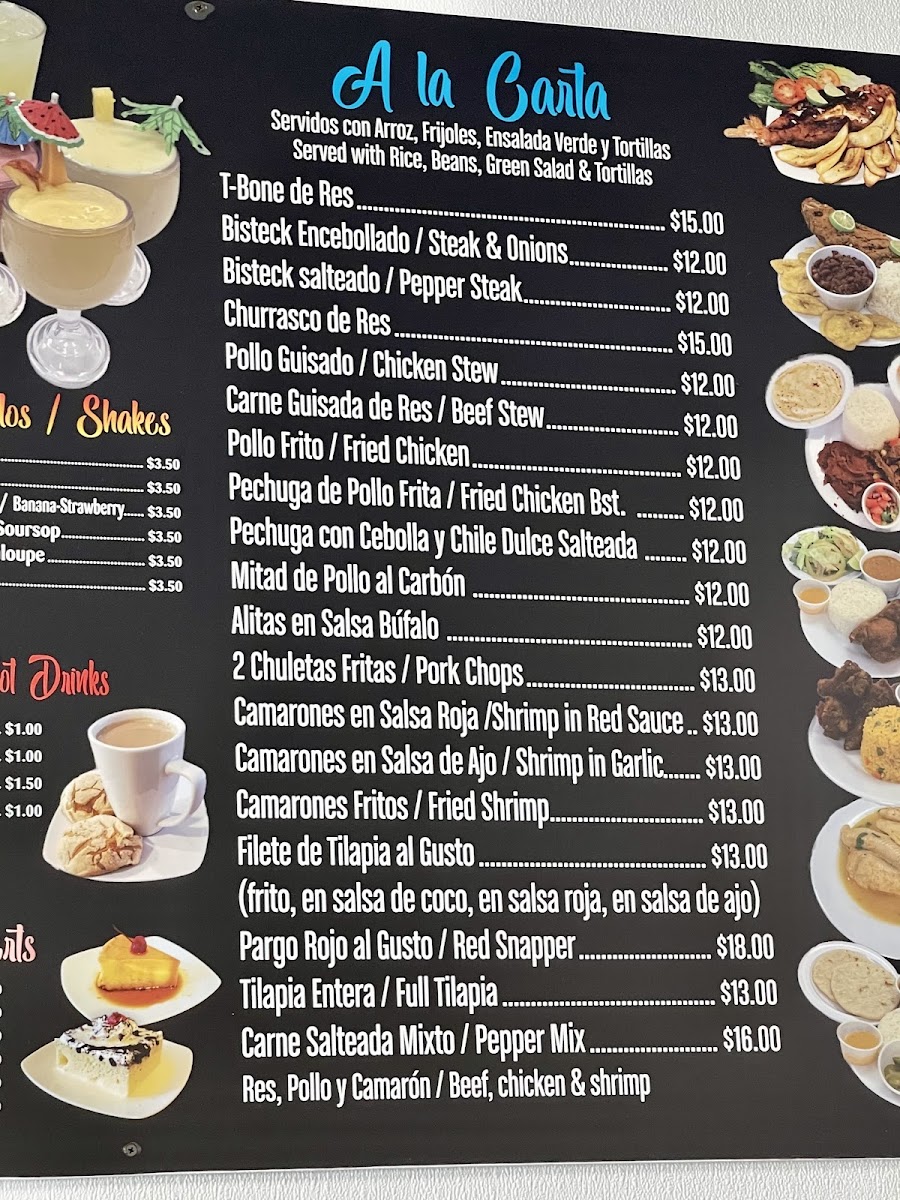 A la Carta
Servidos con Arroz, Frijoles, Ensalada Verde y Tortillas
Served with Rice, Beans, Green Salad & Tortillas
T-Bone de Res $15.00
Bisteck Encebollado / Steak & Onions $12.00
Bisteck salteado / Pepper Steak $12.00
Churrasco de Res $15.00
Pollo Guisado / Chicken Stew $12.00
Carne Guisada de Res / Beef Stew $12.00
Pollo Frito / Fried Chicken $12.00
Pechuga de Pollo Frita / Fried Chicken Bst. $12.00
Pechuga con Cebolla y Chile Dulce Salteada $12.00
Mitad de Pollo al Carbón $12.00
Alitas en Salsa Búfalo $12.00
2 Chuletas Fritas / Pork Chops $13.00
Camarones en Salsa Roja /Shrimp in Red Sauce $13.00
Camarones en Salsa de Ajo / Shrimp in Garlic $13.00
Camarones Fritos / Fried Shrimp $13.00
Filete de Tilapia al Gusto $13.00
(frito, en salsa de coco, en salsa roja, en salsa de ajo)
Pargo Rojo al Gusto / Red Snapper $18.00
Tilapia Entera / Full Tilapia $13.00
Carne Salteada Mixto / Pepper Mix $16.00
Res, Pollo y Camarón / Beef, chicken & shrimp
/ Shakes
$3.50
$3.50
/ Banana-Strawberry $3.50
Soursop $3.50
$3.50
$3.50
Drinks
$1.00
$1.00
$1.50
$1.00